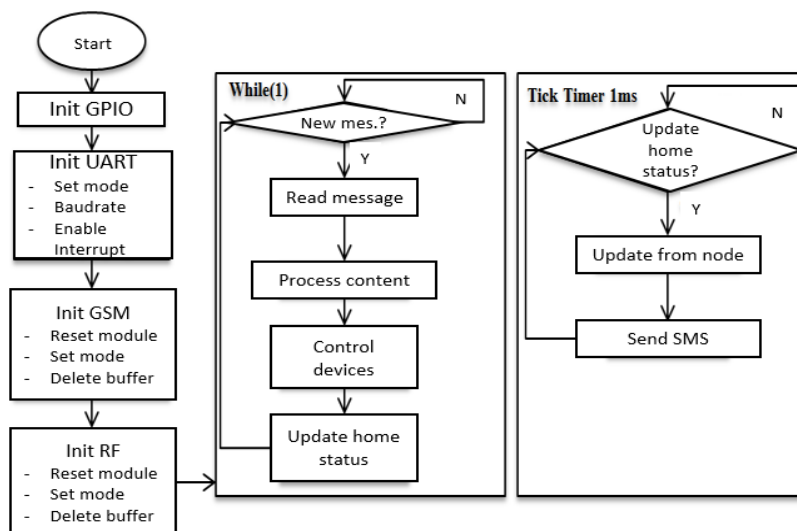 Start
Init GPIO
Init UART
- Set mode
- Baudrate
- Enable
Interrupt
Init GSM
- Reset module
- Set mode
- Delete buffer
Init RF
- Reset module
- Set mode
- Delete buffer
While(1)
N
New mes.?
Y
Read message
Process content
Control
devices
Update home
status
Tick Timer 1ms
N
Update
home
status?
Y
Update from node
Send SMS